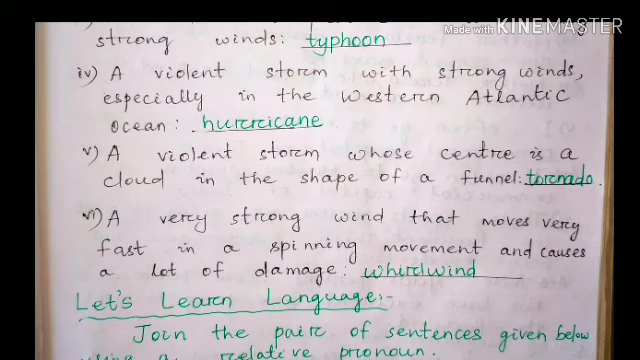 Made with KINEMASTER
strong winds: typhoon
iv) A violent storm with strong winds,
especially in the Western Atlantic
Ocean: hurricane
v) A violent storm whose centre is a
cloud in the shape of a funnel: tornado.
vi) A very strong wind that moves very
fast in a spinning movement and causes
a lot of damage: whirlwind
Let's Learn Language:-
Join the pair of sentences given below
using a relative pronoun.